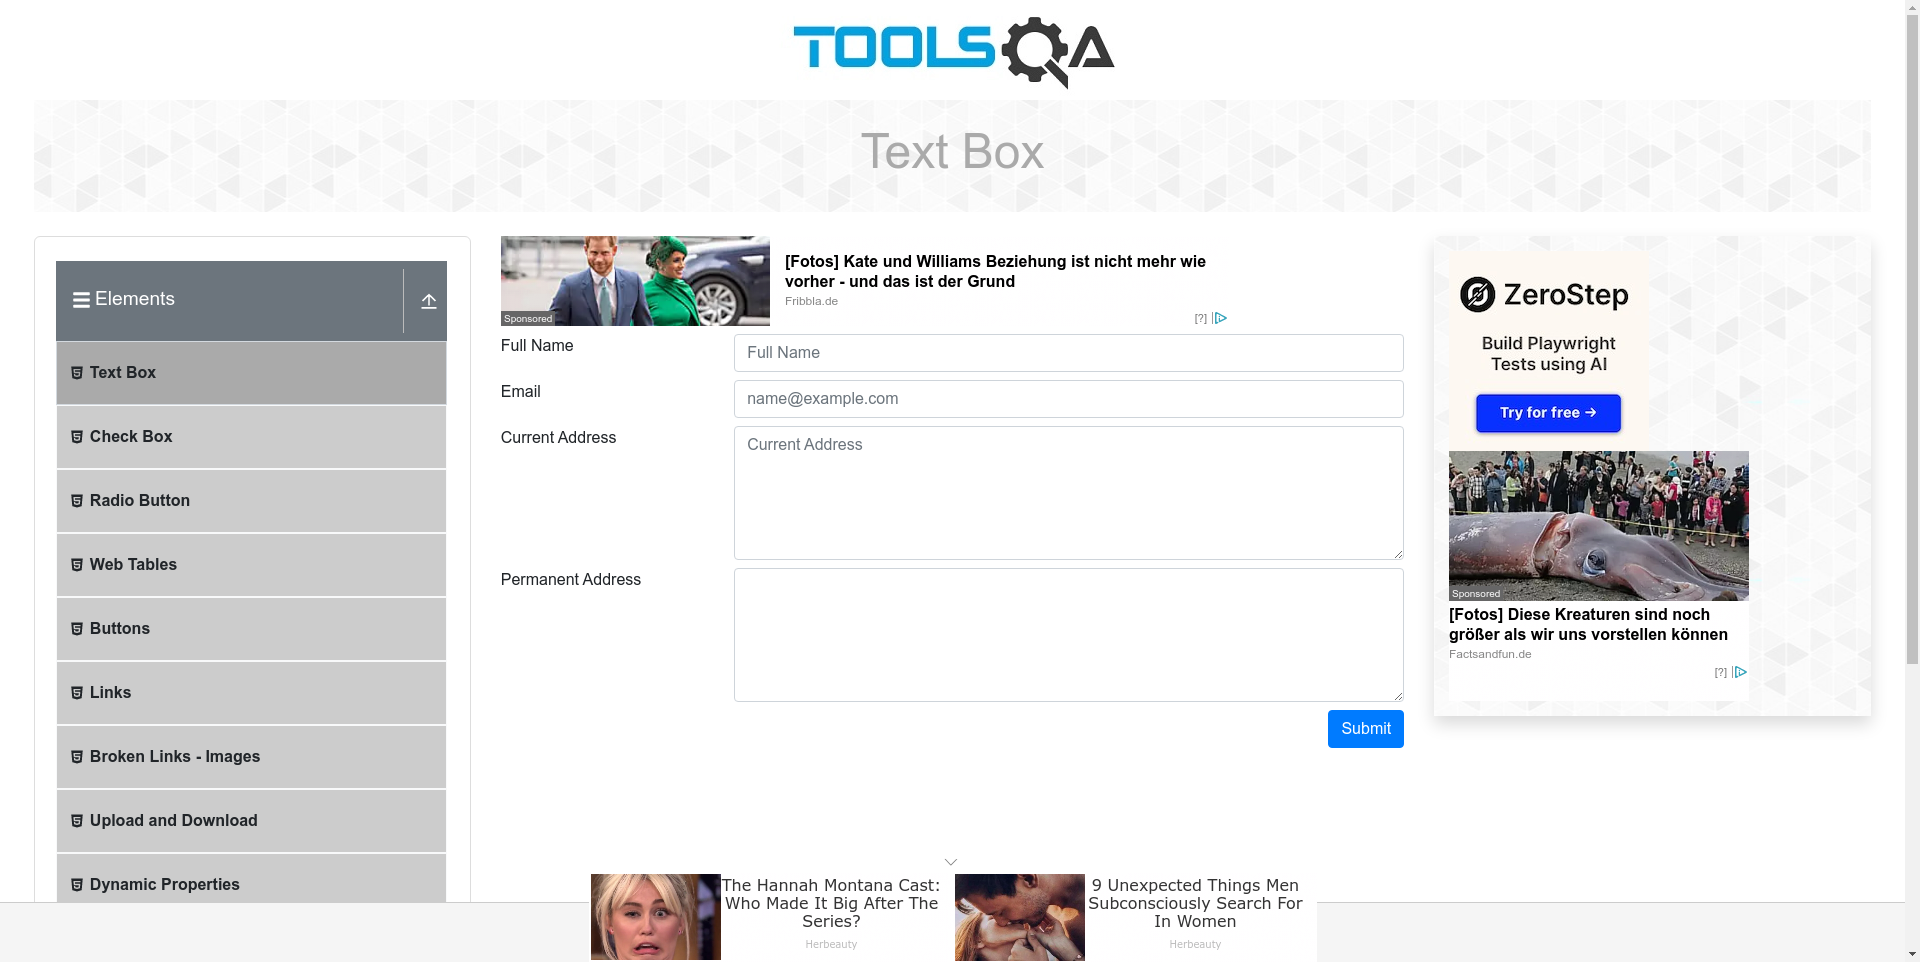 TOOLSQA
Text Box
Elements
Text Box
Check Box
Radio Button
Web Tables
Buttons
Links
Broken Links - Images
Upload and Download
Dynamic Properties
Sponsored
[Fotos] Kate und Williams Beziehung ist nicht mehr wie
vorher - und das ist der Grund
Fribbla.de
[?]
Full Name
Full Name
Email
name@example.com
Current Address
Current Address
Permanent Address
Submit
ZeroStep
Build Playwright
Tests using AI
Try for free →
Sponsored
[Fotos] Diese Kreaturen sind noch
größer als wir uns vorstellen können
Factsandfun.de
[?]
The Hannah Montana Cast:
Who Made It Big After The
Series?
Herbeauty
9 Unexpected Things Men
Subconsciously Search For
In Women
Herbeauty